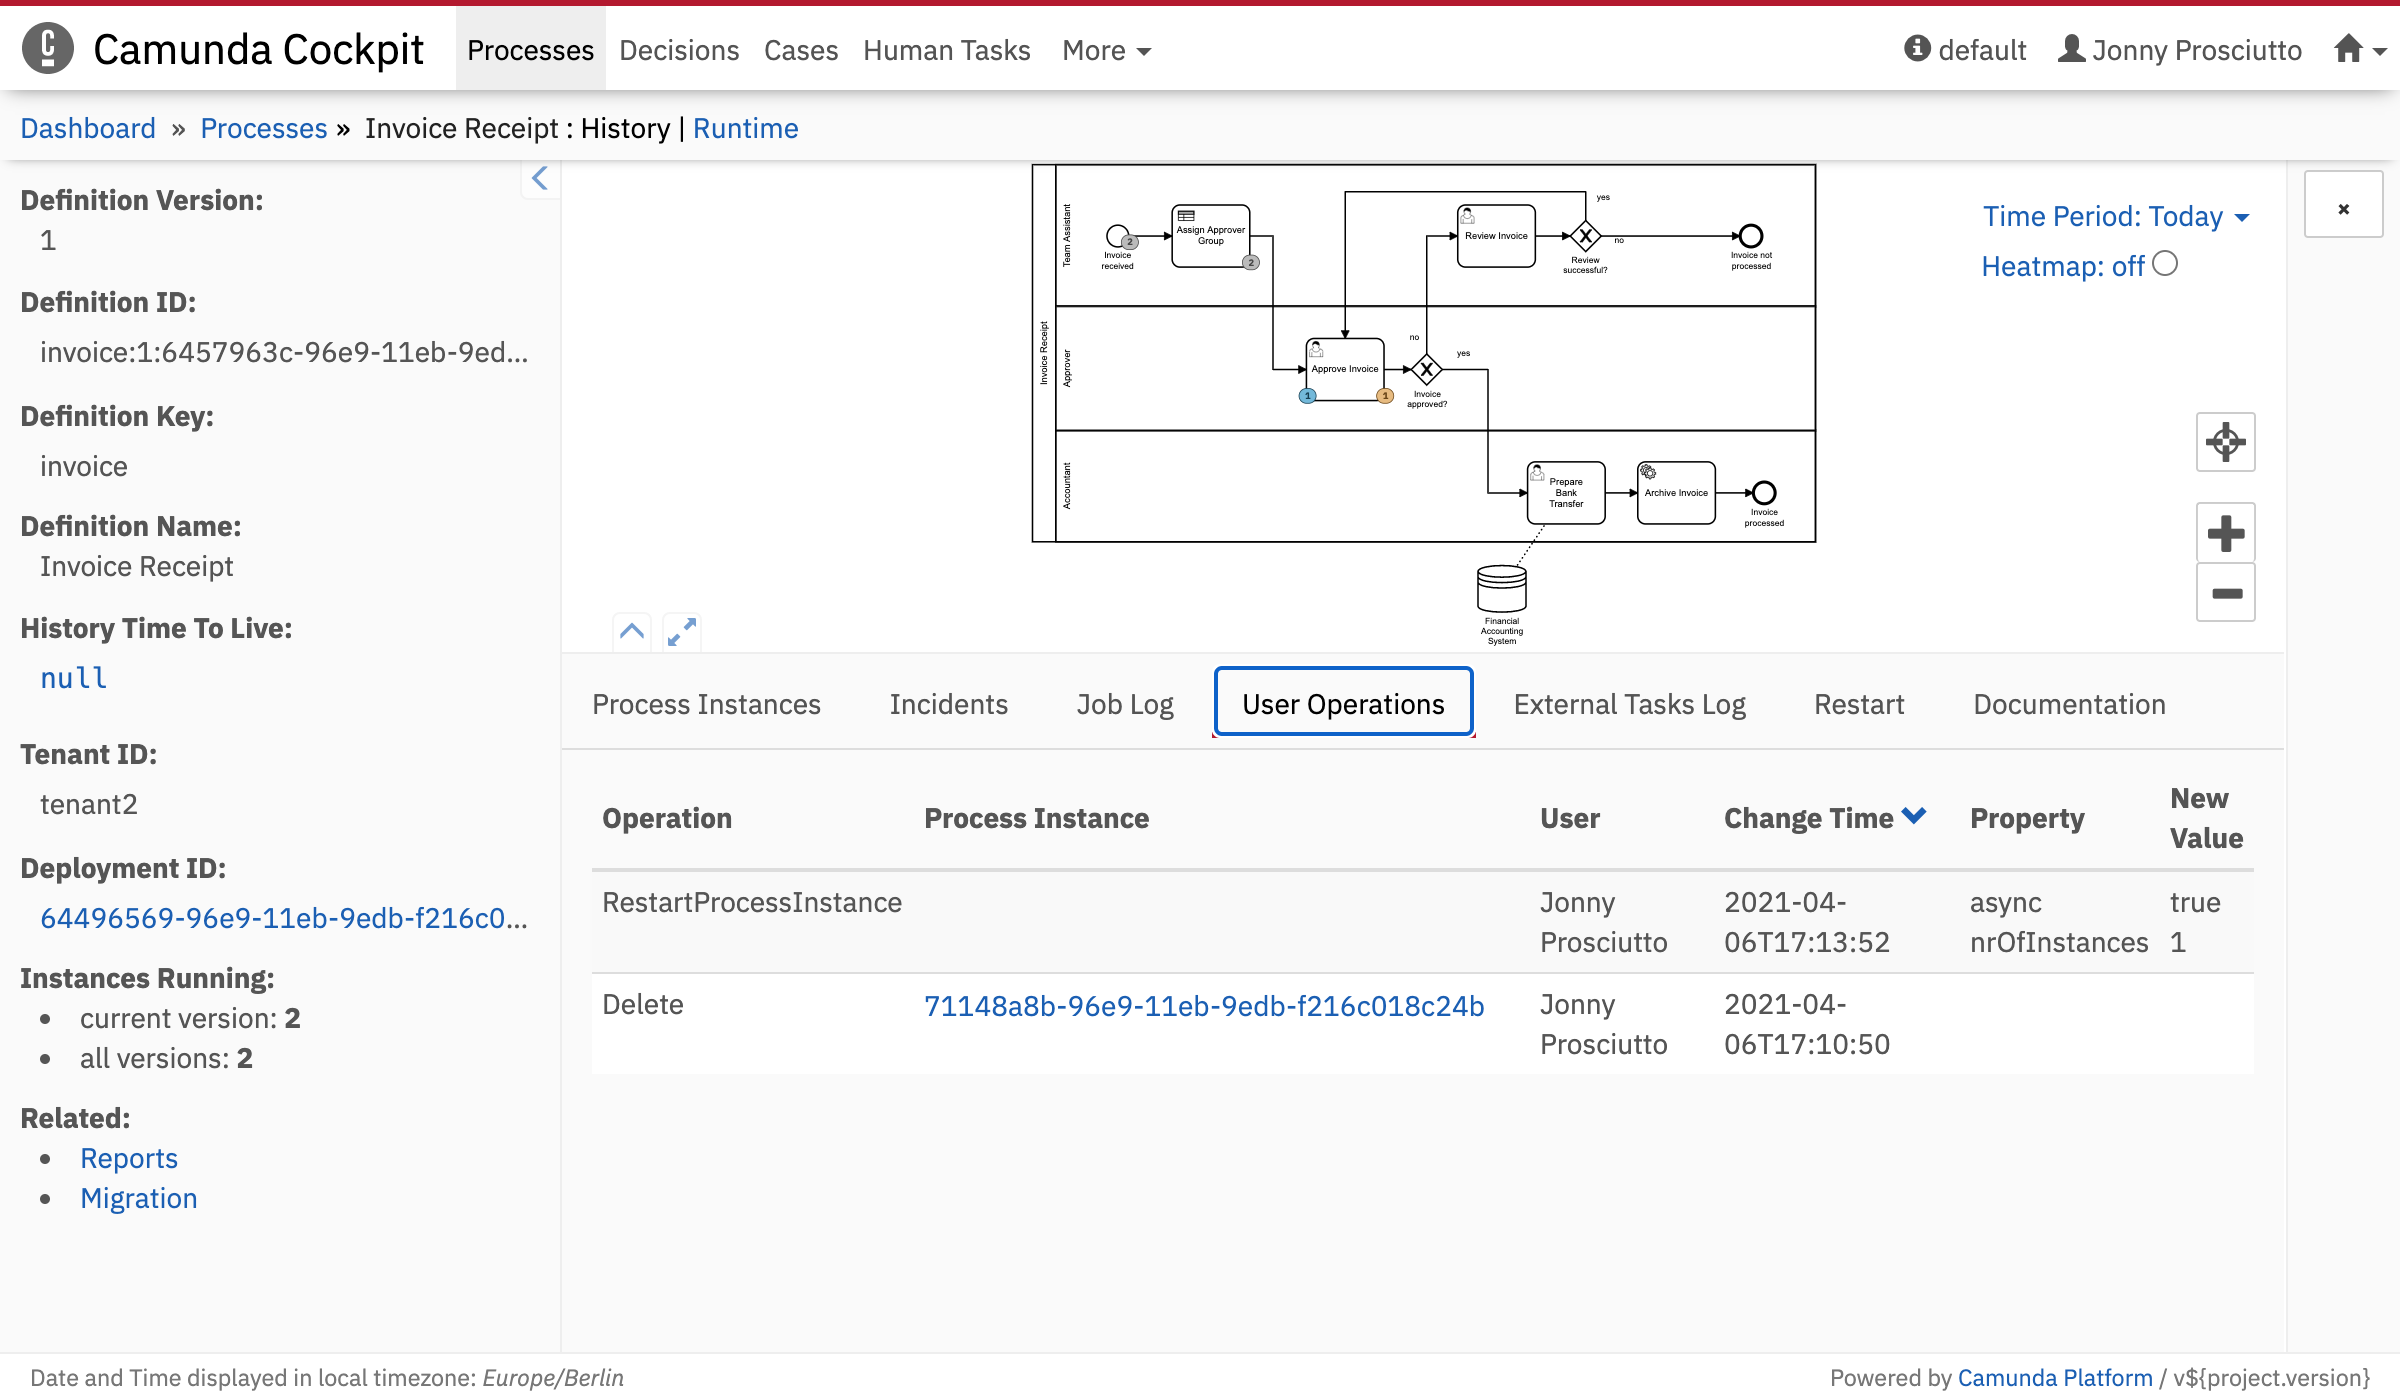 Camunda Cockpit Processes Decisions Cases Human Tasks More default Jonny Prosciutto
Dashboard » Processes » Invoice Receipt : History | Runtime
Definition Version:
1
Definition ID:
invoice:1:6457963c-96e9-11eb-9ed...
Definition Key:
invoice
Definition Name:
Invoice Receipt
History Time To Live:
null
Tenant ID:
tenant2
Deployment ID:
64496569-96e9-11eb-9edb-f216c0...
Instances Running:
• current version: 2
• all versions: 2
Related:
• Reports
• Migration
Invoice Receipt
Team Assistant
Invoice
received
2
Assign Approver
Group
2
Review Invoice
Review
successful?
yes
no
Invoice not
processed
Approver
Approve Invoice
1
1
Invoice
approved?
no
yes
Accountant
Prepare
Bank
Transfer
Archive Invoice
Invoice
processed
Financial
Accounting
System
Time Period: Today
Heatmap: off
×
Process Instances Incidents Job Log User Operations External Tasks Log Restart Documentation
Operation Process Instance User Change Time Property New
Value
RestartProcessInstance Jonny 2021-04- async true
Prosciutto 06T17:13:52 nrOfInstances 1
Delete 71148a8b-96e9-11eb-9edb-f216c018c24b Jonny 2021-04-
Prosciutto 06T17:10:50
Date and Time displayed in local timezone: Europe/Berlin
Powered by Camunda Platform / v${project.version}